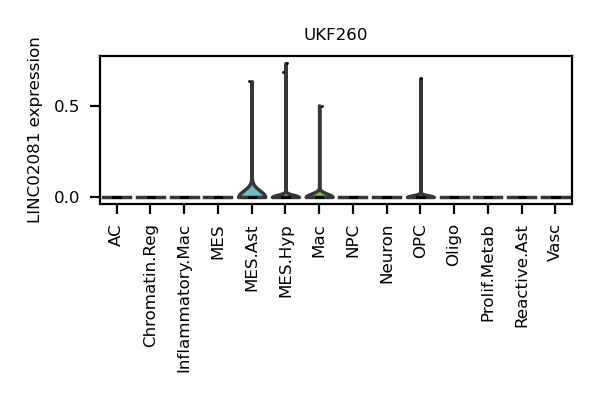 UKF260
LINC02081 expression
0.5
0.0
AC
Chromatin.Reg
Inflammatory.Mac
MES
MES.Ast
MES.Hyp
Mac
NPC
Neuron
OPC
Oligo
Prolif.Metab
Reactive.Ast
Vasc